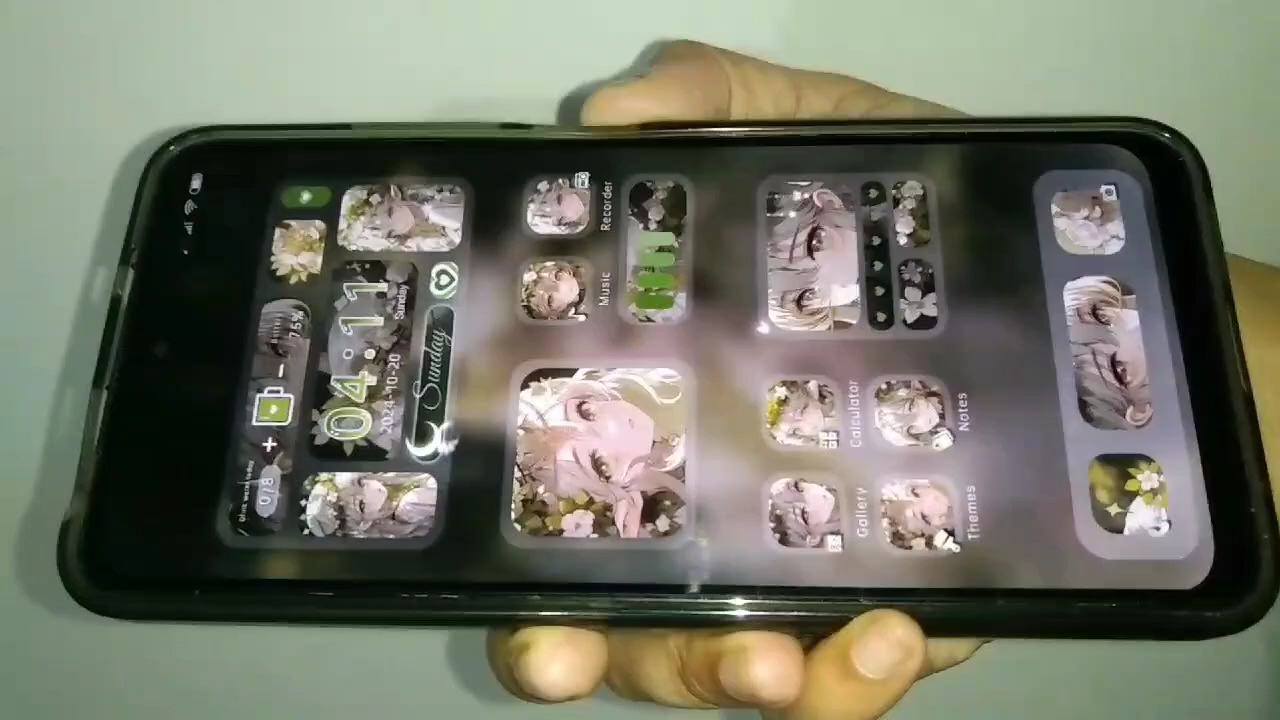 75%
0/8
04:11
2024-10-20
Sunday
Sunday
Music
Recorder
Gallery
Calculator
Themes
Notes